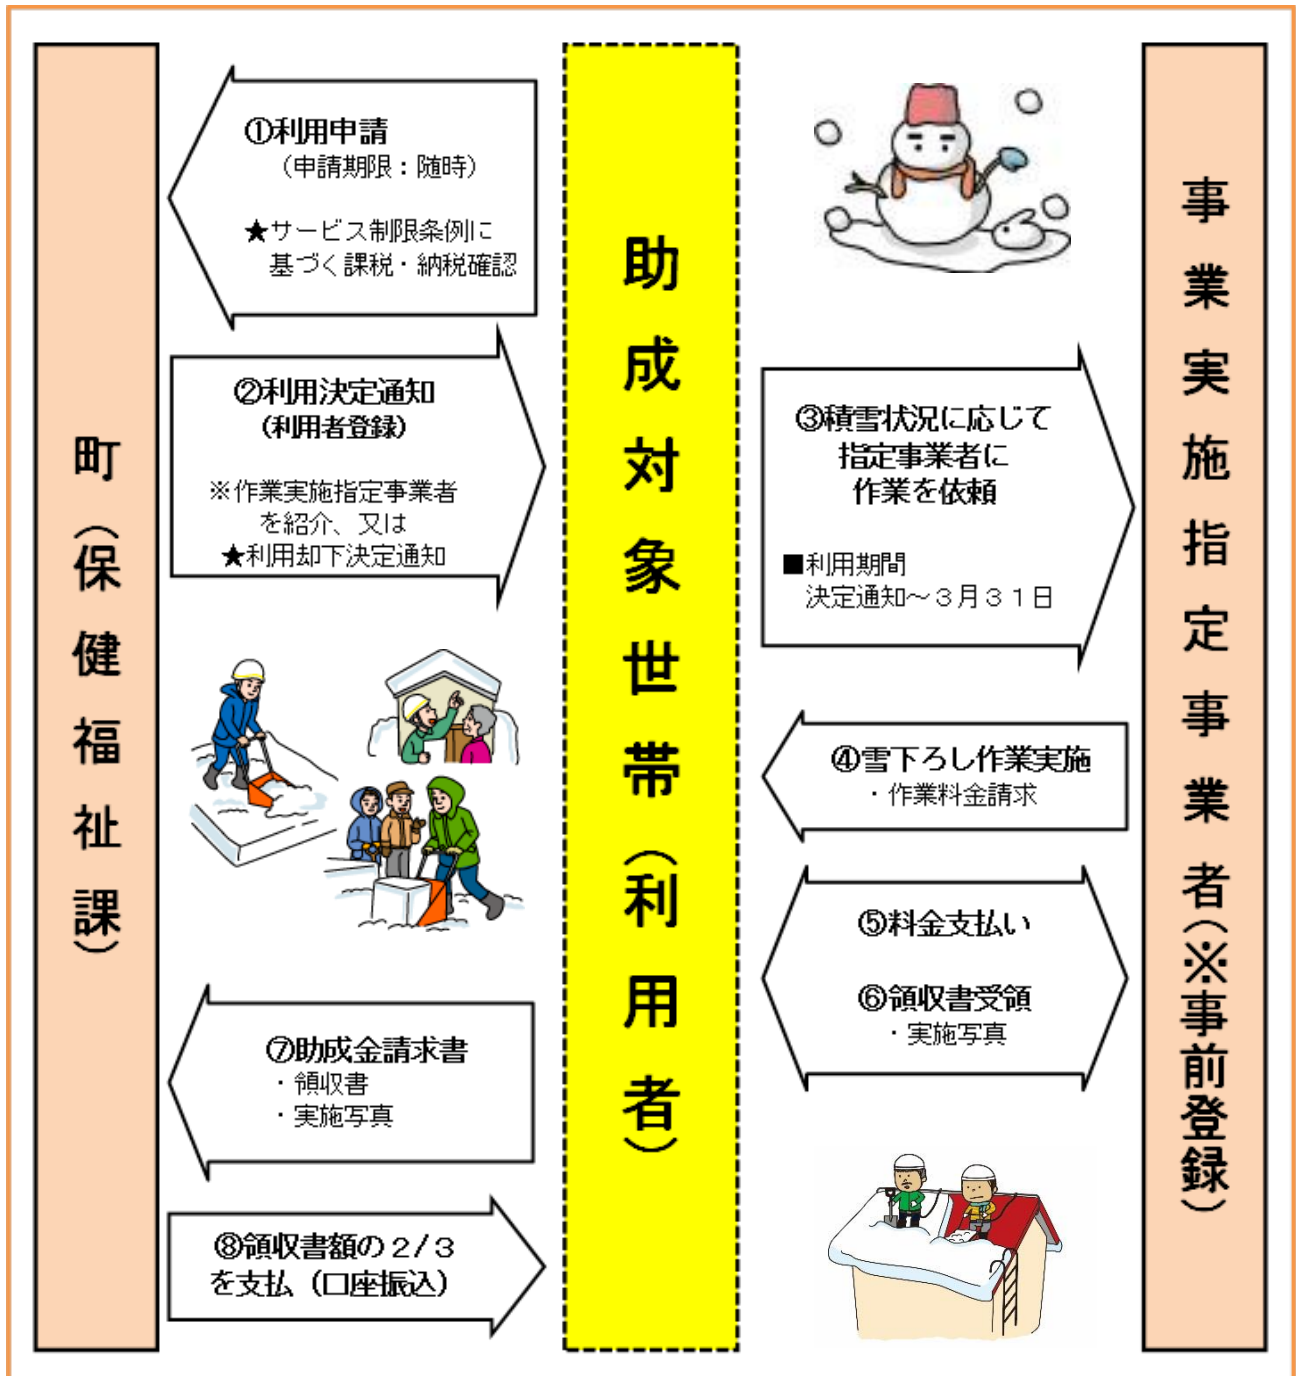 町（保健福祉課）
①利用申請
（申請期限：随時）
★サービス制限条例に
基づく課税・納税確認
②利用決定通知
（利用者登録）
※作業実施指定事業者
を紹介、又は
★利用却下決定通知
⑦助成金請求書
・領収書
・実施写真
⑧領収書額の２/３
を支払（口座振込）
助成対象世帯（利用者）
③積雪状況に応じて
指定事業者に
作業を依頼
■利用期間
決定通知～３月３１日
④雪下ろし作業実施
・作業料金請求
⑤料金支払い
⑥領収書受領
・実施写真
事業実施指定事業者（※事前登録）